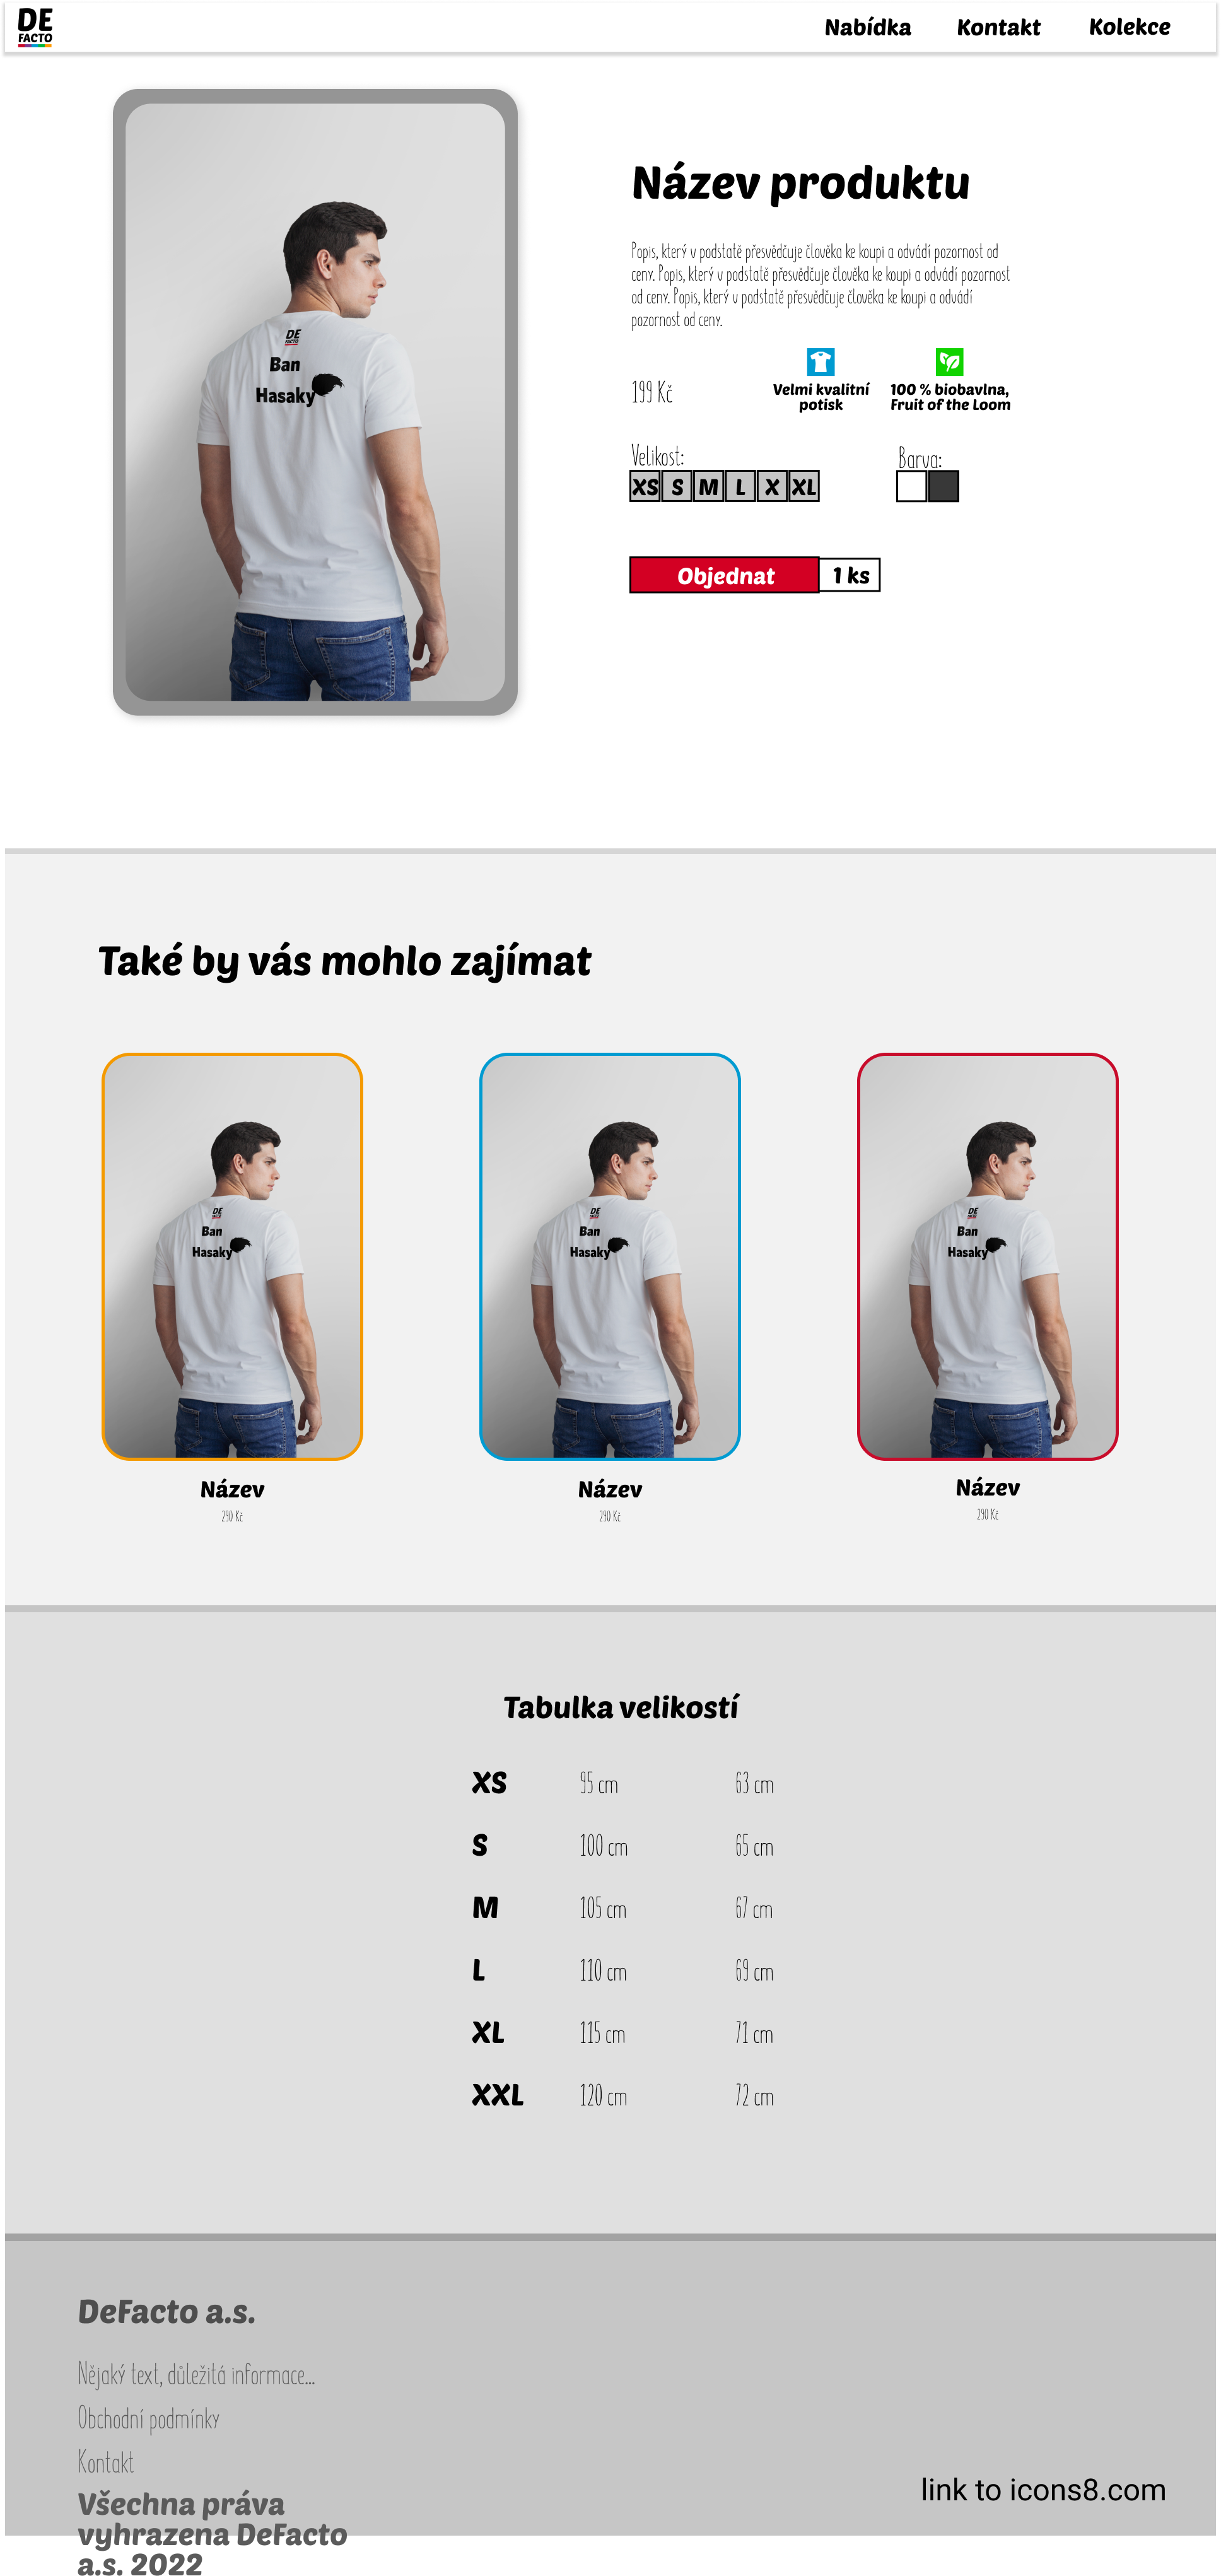 DE
FACTO
Nabídka
Kontakt
Kolekce
DE
FACTO
Ban
Hasaky
Název produktu
Popis, který v podstatě přesvědčuje člověka ke koupi a odvádí pozornost od
ceny. Popis, který v podstatě přesvědčuje člověka ke koupi a odvádí pozornost
od ceny. Popis, který v podstatě přesvědčuje člověka ke koupi a odvádí
pozornost od ceny.
199 Kč
Velmi kvalitní
potisk
100 % biobavlna,
Fruit of the Loom
Velikost:
XS S M L X XL
Barva:
Objednat
1 ks
Také by vás mohlo zajímat
DE
FACTO
Ban
Hasaky
DE
FACTO
Ban
Hasaky
DE
FACTO
Ban
Hasaky
Název
290 Kč
Název
290 Kč
Název
290 Kč
Tabulka velikostí
XS 95 cm 63 cm
S 100 cm 65 cm
M 105 cm 67 cm
L 110 cm 69 cm
XL 115 cm 71 cm
XXL 120 cm 72 cm
DeFacto a.s.
Nějaký text, důležitá informace...
Obchodní podmínky
Kontakt
Všechna práva
vyhrazena DeFacto
a.s. 2022
link to icons8.com